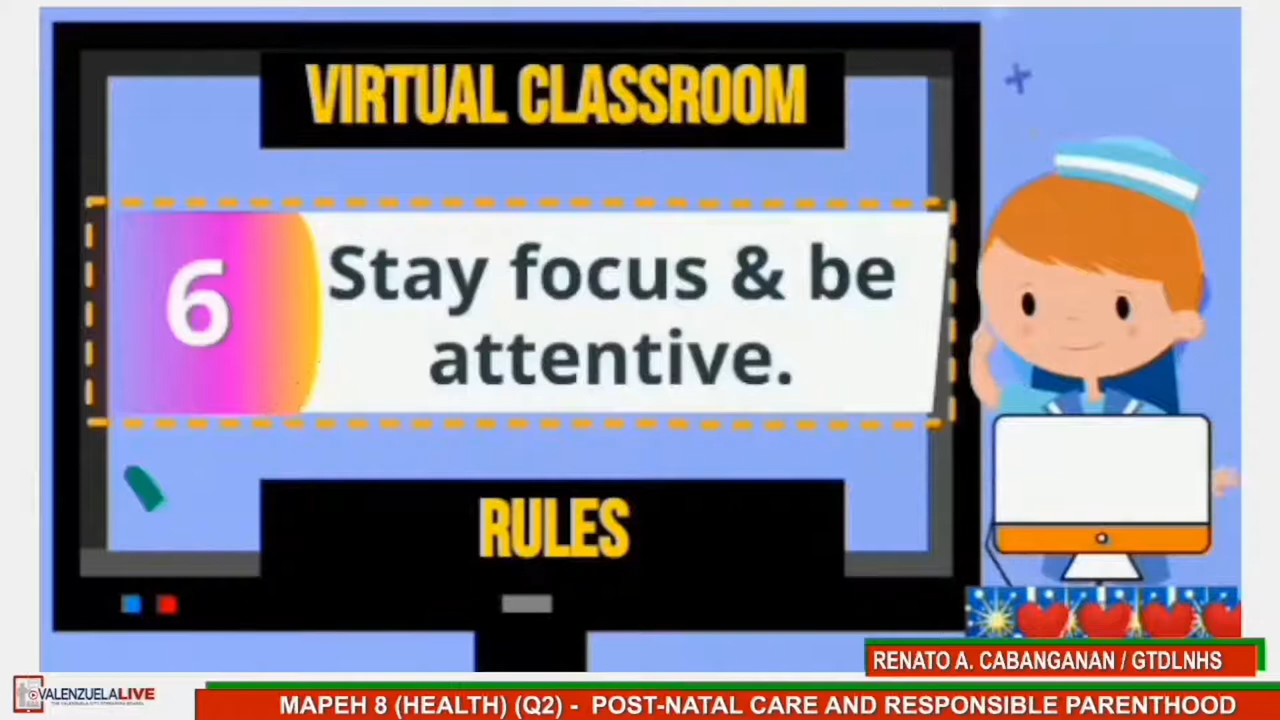 VIRTUAL CLASSROOM
6
Stay focus & be
attentive.
RULES
RENATO A. CABANGANAN / GTDLNHS
VALENZUELALIVE
MAPEH 8 (HEALTH) (Q2) - POST-NATAL CARE AND RESPONSIBLE PARENTHOOD